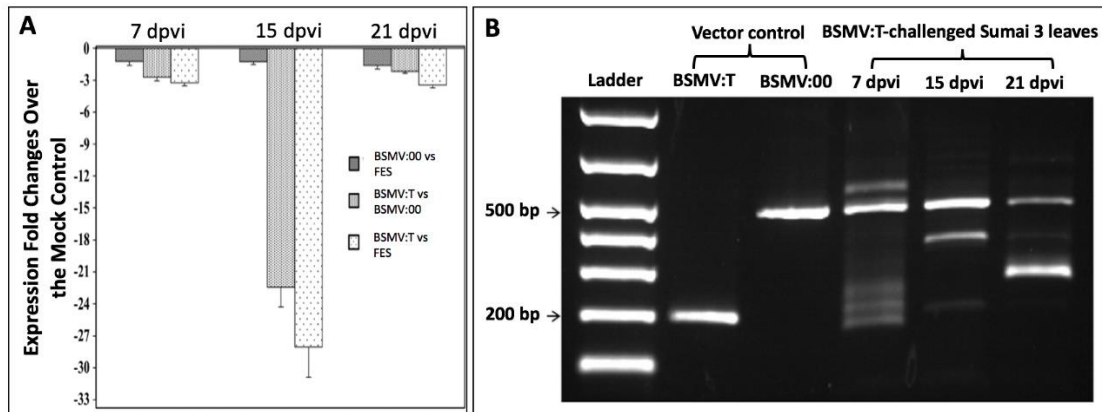 A
7 dpvi 15 dpvi 21 dpvi
Expression Fold Changes Over
the Mock Control
0
-3
-6
-9
-12
-15
-18
-21
-24
-27
-30
-33
BSMV:00 vs
FES
BSMV:T vs
BSMV:00
BSMV:T vs
FES
B
Vector control
BSMV:T-challenged Sumai 3 leaves
Ladder BSMV:T BSMV:00 7 dpvi 15 dpvi 21 dpvi
500 bp
200 bp